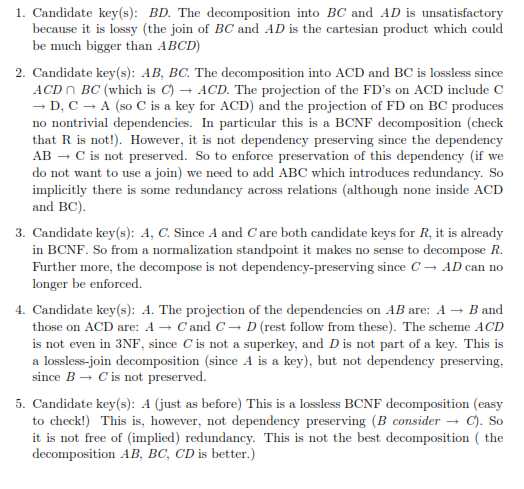 1. Candidate key(s): BD. The decomposition into BC and AD is unsatisfactory
because it is lossy (the join of BC and AD is the cartesian product which could
be much bigger than ABCD)
2. Candidate key(s): AB, BC. The decomposition into ACD and BC is lossless since
ACD ∩ BC (which is C) → ACD. The projection of the FD's on ACD include C
→ D, C → A (so C is a key for ACD) and the projection of FD on BC produces
no nontrivial dependencies. In particular this is a BCNF decomposition (check
that R is not!). However, it is not dependency preserving since the dependency
AB → C is not preserved. So to enforce preservation of this dependency (if we
do not want to use a join) we need to add ABC which introduces redundancy. So
implicitly there is some redundancy across relations (although none inside ACD
and BC).
3. Candidate key(s): A, C. Since A and C are both candidate keys for R, it is already
in BCNF. So from a normalization standpoint it makes no sense to decompose R.
Further more, the decompose is not dependency-preserving since C → AD can no
longer be enforced.
4. Candidate key(s): A. The projection of the dependencies on AB are: A → B and
those on ACD are: A → C and C → D (rest follow from these). The scheme ACD
is not even in 3NF, since C is not a superkey, and D is not part of a key. This is
a lossless-join decomposition (since A is a key), but not dependency preserving,
since B → C is not preserved.
5. Candidate key(s): A (just as before) This is a lossless BCNF decomposition (easy
to check!) This is, however, not dependency preserving (B consider → C). So
it is not free of (implied) redundancy. This is not the best decomposition ( the
decomposition AB, BC, CD is better.)